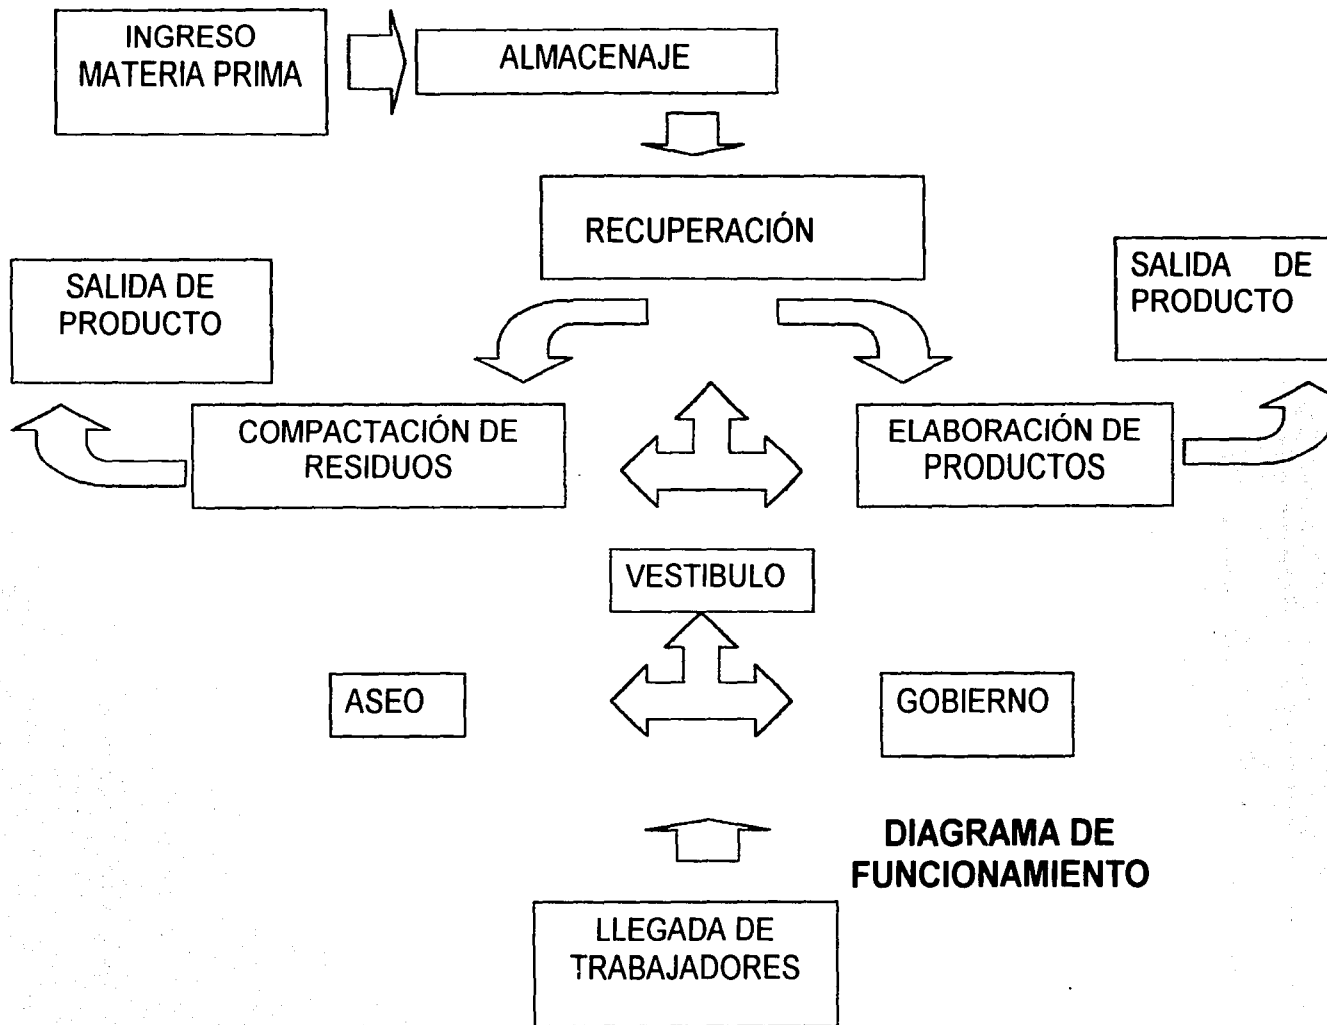 INGRESO
MATERIA PRIMA
ALMACENAJE
RECUPERACIÓN
SALIDA DE
PRODUCTO
SALIDA DE
PRODUCTO
COMPACTACIÓN DE
RESIDUOS
ELABORACIÓN DE
PRODUCTOS
VESTIBULO
ASEO
GOBIERNO
DIAGRAMA DE
FUNCIONAMIENTO
LLEGADA DE
TRABAJADORES